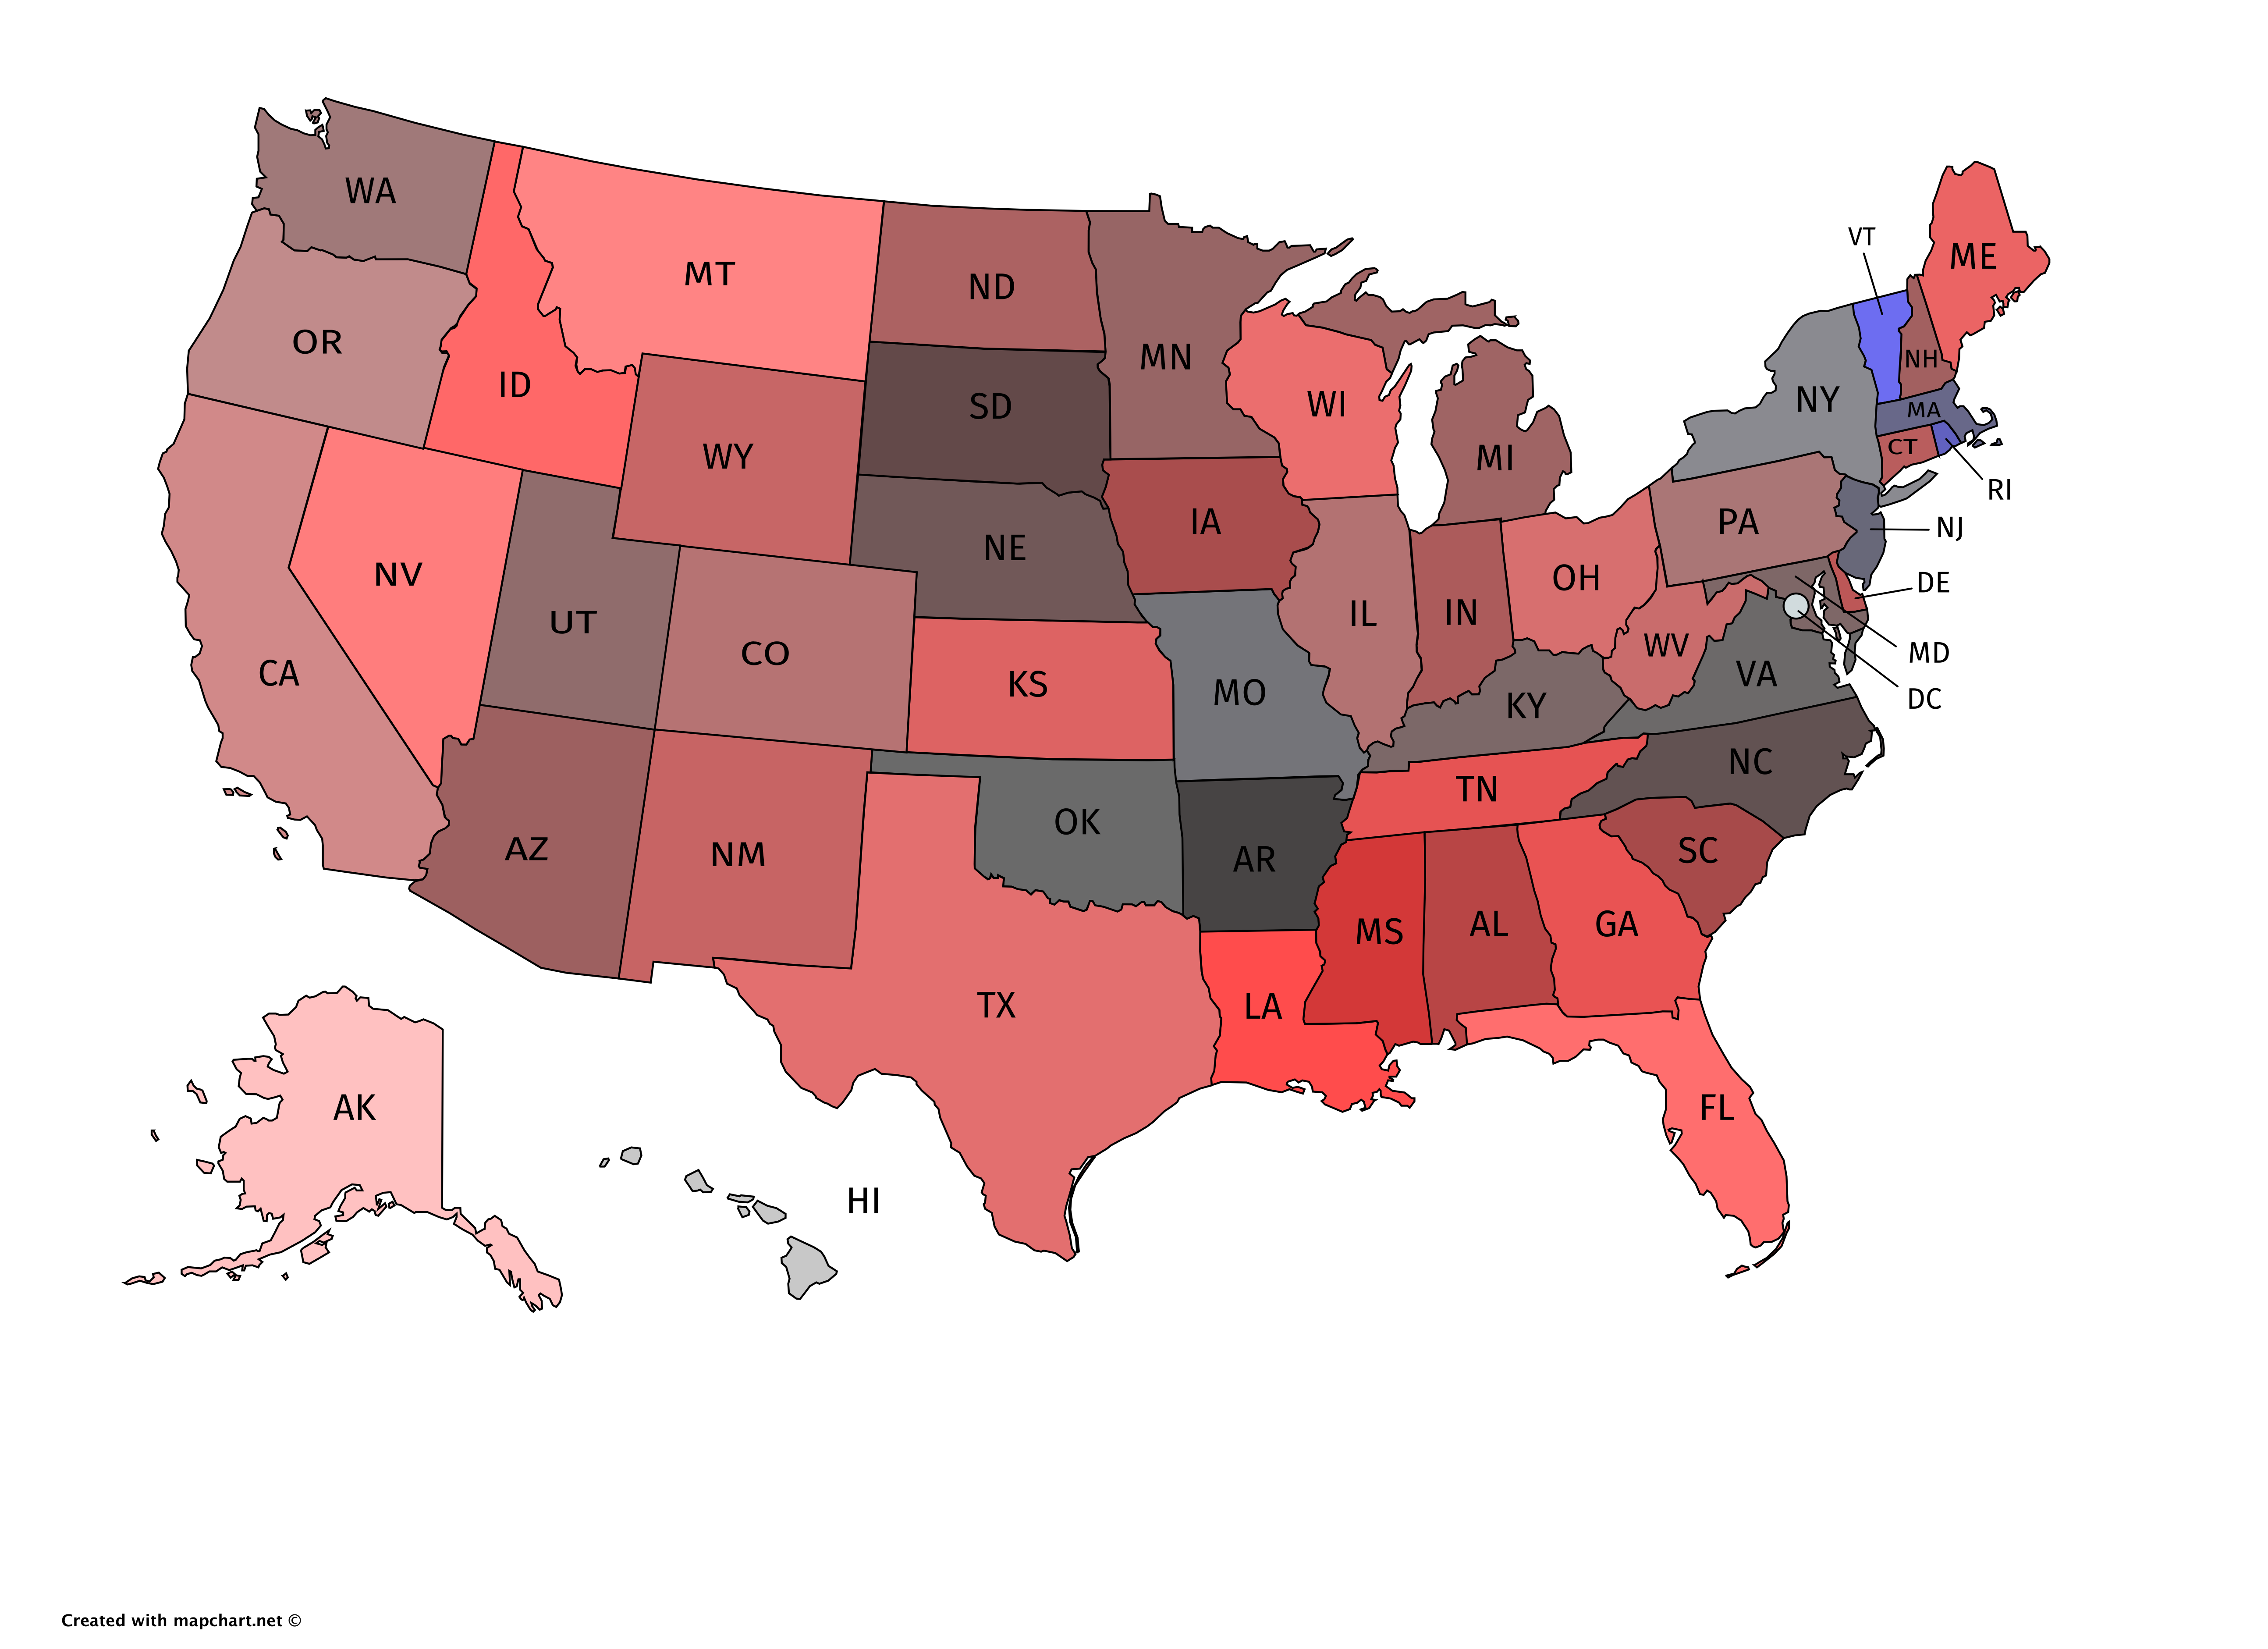 WA
MT
ND
MN
ME
VT
OR
ID
WY
SD
WI
MI
NY
NH
MA
CT
RI
NV
UT
CO
NE
IA
IL
IN
OH
PA
NJ
DE
MD
DC
CA
KS
MO
KY
WV
VA
AZ
NM
OK
AR
TN
NC
SC
TX
LA
MS
AL
GA
FL
AK
HI
Created with mapchart.net ©